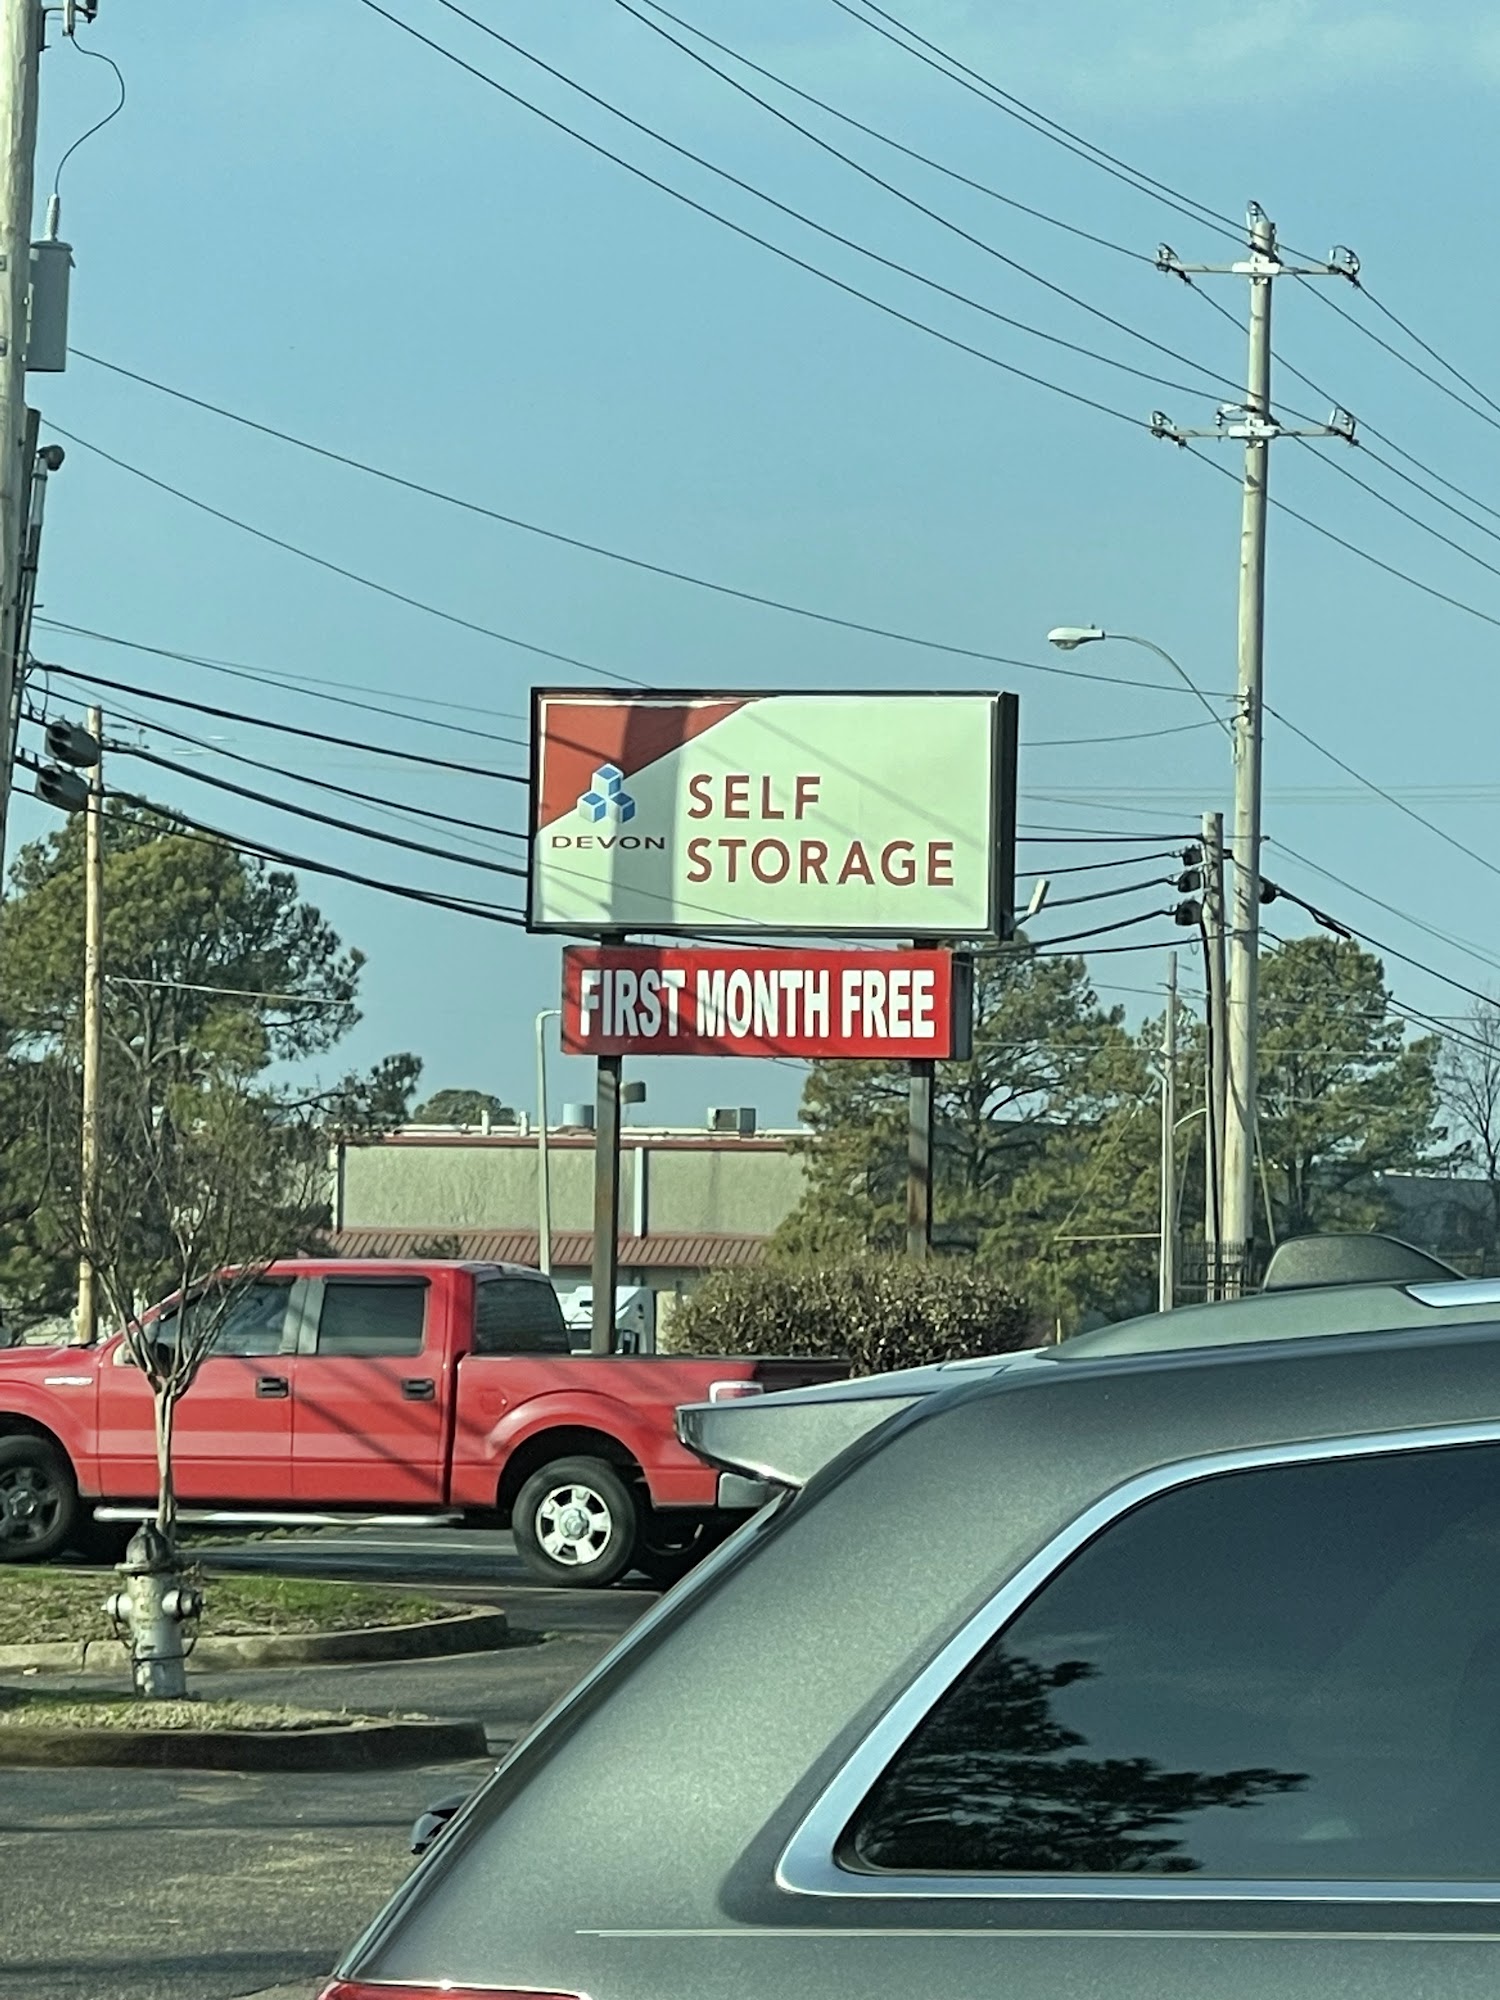 DEVON
SELF
STORAGE
FIRST MONTH FREE